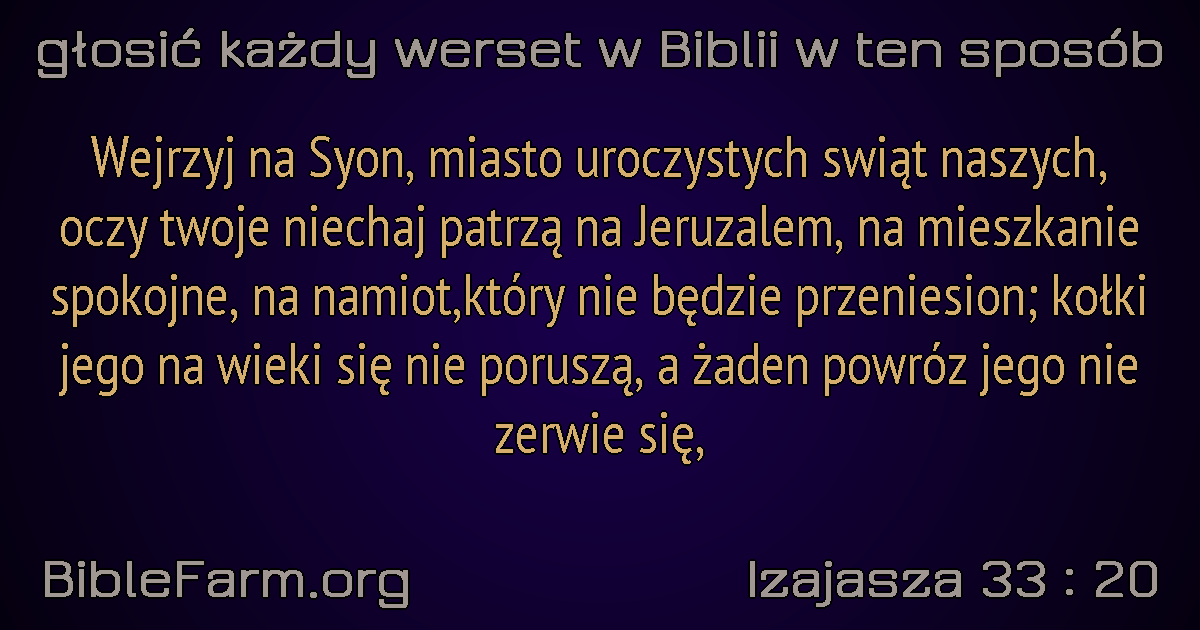 głosić każdy werset w Biblii w ten sposób
Wejrzyj na Syon, miasto uroczystych swiąt naszych,
oczy twoje niechaj patrzą na Jeruzalem, na mieszkanie
spokojne, na namiot,który nie będzie przeniesion; kołki
jego na wieki się nie poruszą, a żaden powróz jego nie
zerwie się,
BibleFarm.org
Izajasza 33 : 20